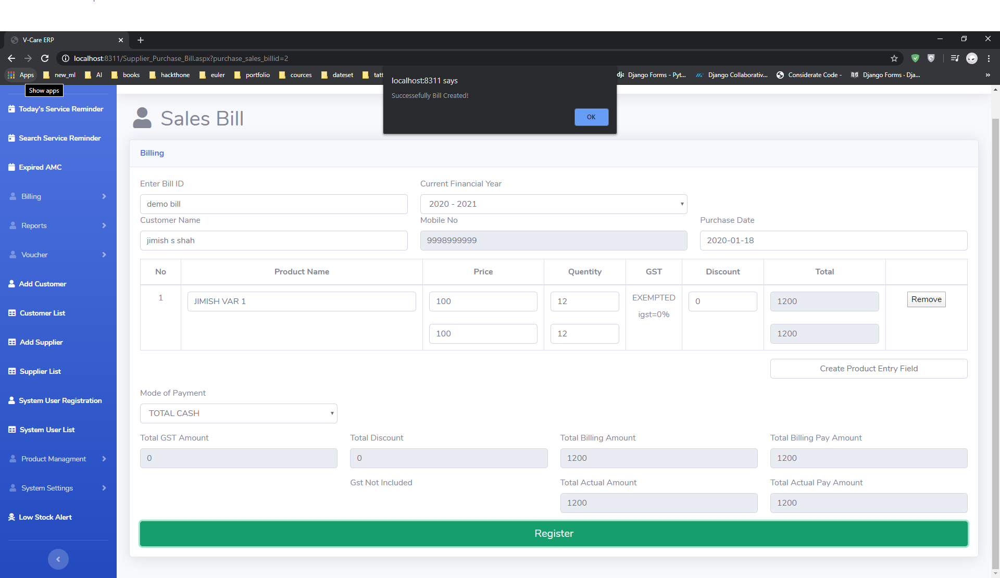 V-Care ERP
localhost:8311/Supplier_Purchase_Bill.aspx?purchase_sales_billid=2
Apps new_ml AI books hackthone euler portfolio cources dateset tatt Django Forms - Pyt... Django Collaborativ... Considerate Code - Django Forms · Dja... »
Show apps
localhost:8311 says
Successefully Bill Created!
OK
Today's Service Reminder
Search Service Reminder
Expired AMC
Billing
Reports
Voucher
Add Customer
Customer List
Add Supplier
Supplier List
System User Registration
System User List
Product Managment
System Settings
Low Stock Alert
Sales Bill
Billing
Enter Bill ID Current Financial Year
demo bill 2020 - 2021
Customer Name Mobile No Purchase Date
jimish s shah 9998999999 2020-01-18
No Product Name Price Quentity GST Discount Total
1 JIMISH VAR 1 100 12 EXEMPTED 0 1200 Remove
igst=0%
100 12 1200
Create Product Entry Field
Mode of Payment
TOTAL CASH
Total GST Amount Total Discount Total Billing Amount Total Billing Pay Amount
0 0 1200 1200
Gst Not Included Total Actual Amount Total Actual Pay Amount
1200 1200
Register